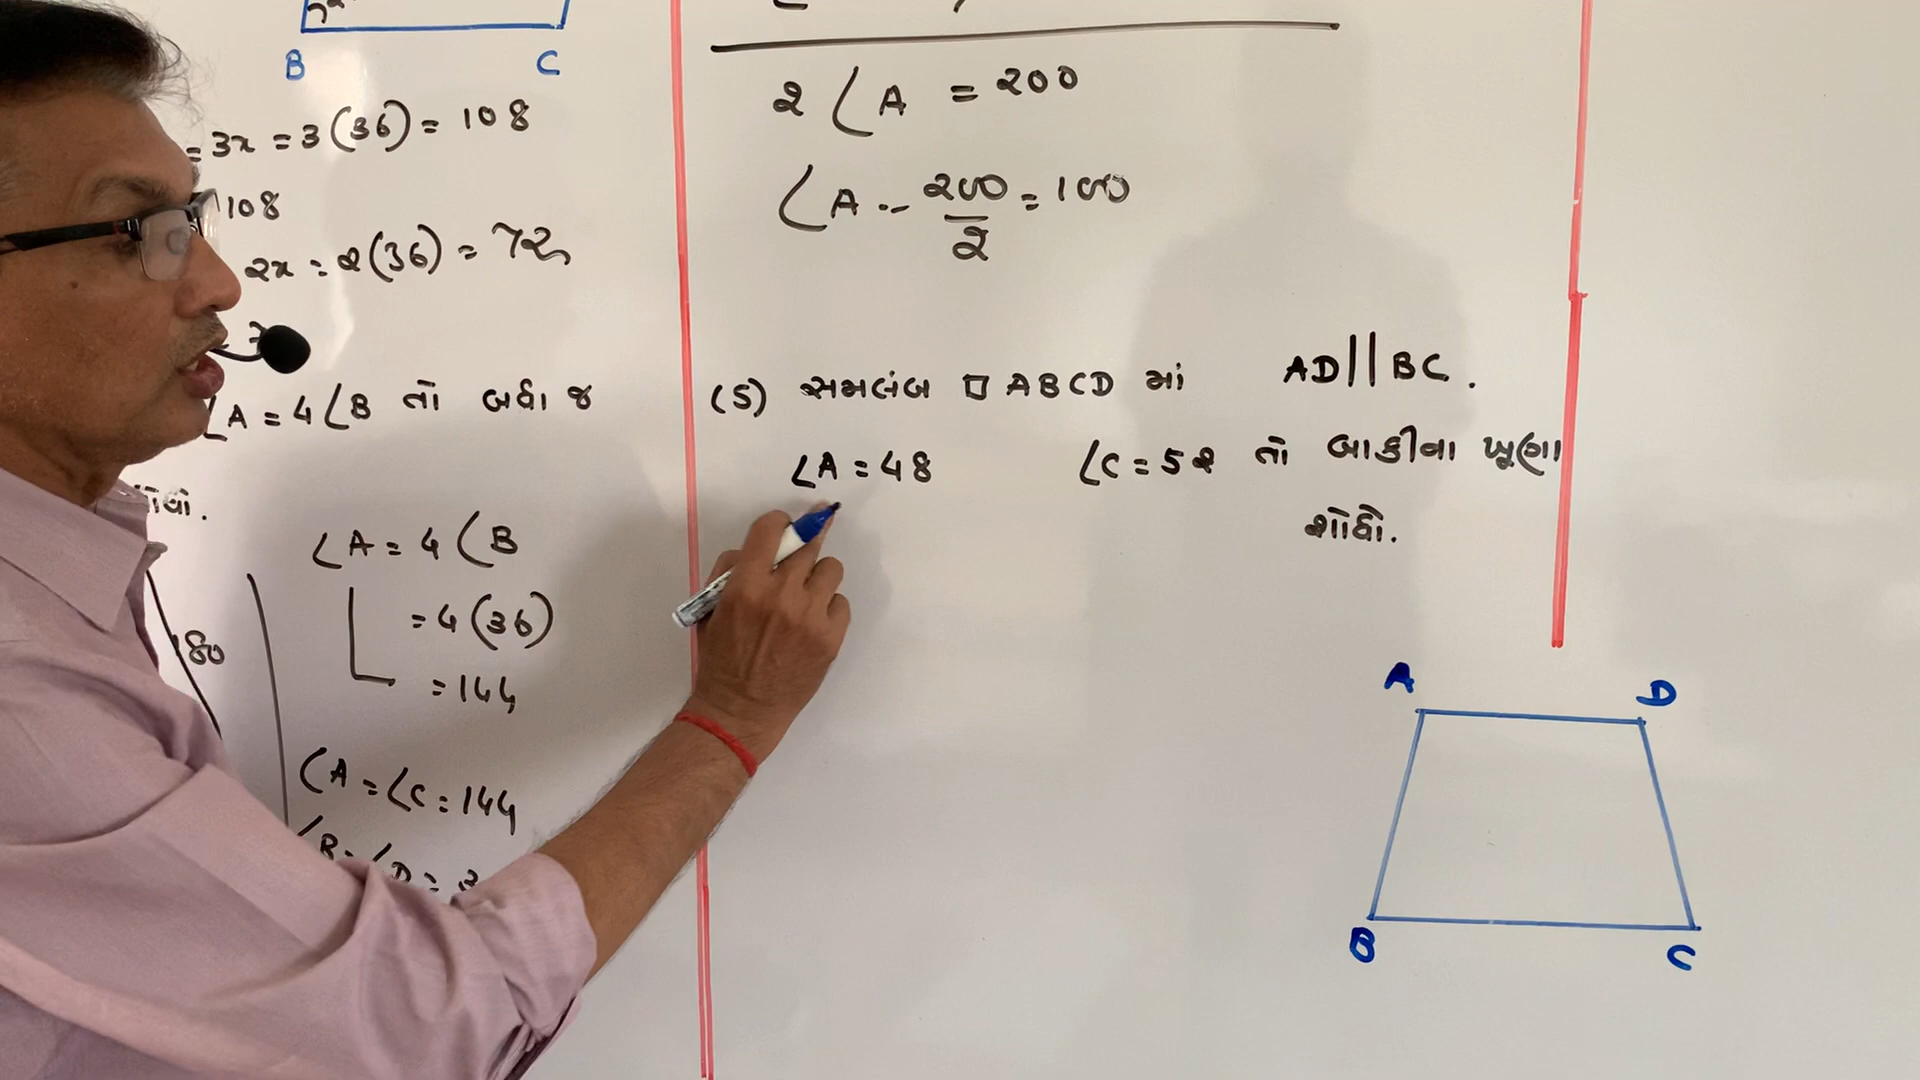 B C
= 3x = 3(36) = 108
108
2x = 2(36) = 72
∠A = 4∠B તો બધા જ
∠A = 4∠B
= 4(36)
180
= 144
∠A = ∠C = 144
2∠A = 200
∠A = 200/2 = 100
(5) સમલંબ □ ABCD માં AD||BC.
∠A = 48 ∠C = 52 તો બાકીના ખૂણા
શોધો.
A D
B C